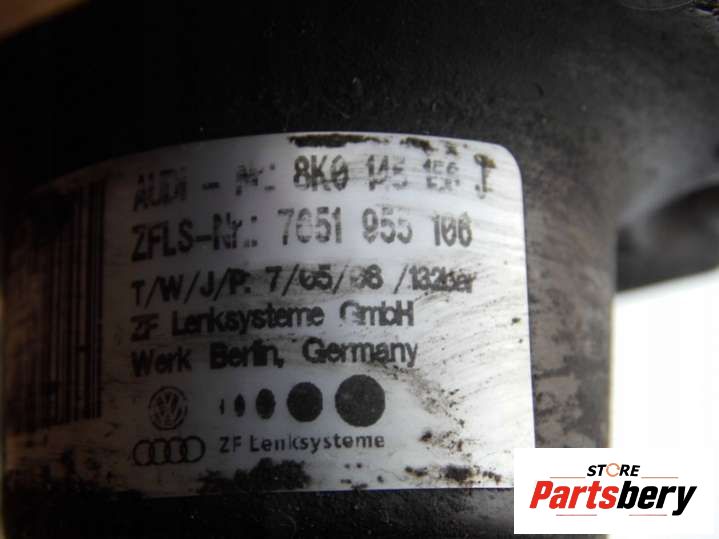 AUDI - Nr.: 8K0 145 156 J
ZFLS-Nr.: 7651 955 106
T/W/J/P: 7/05/08 /132bar
ZF Lenksysteme GmbH
Werk Berlin, Germany
ZF Lenksysteme
STORE
Partsbery